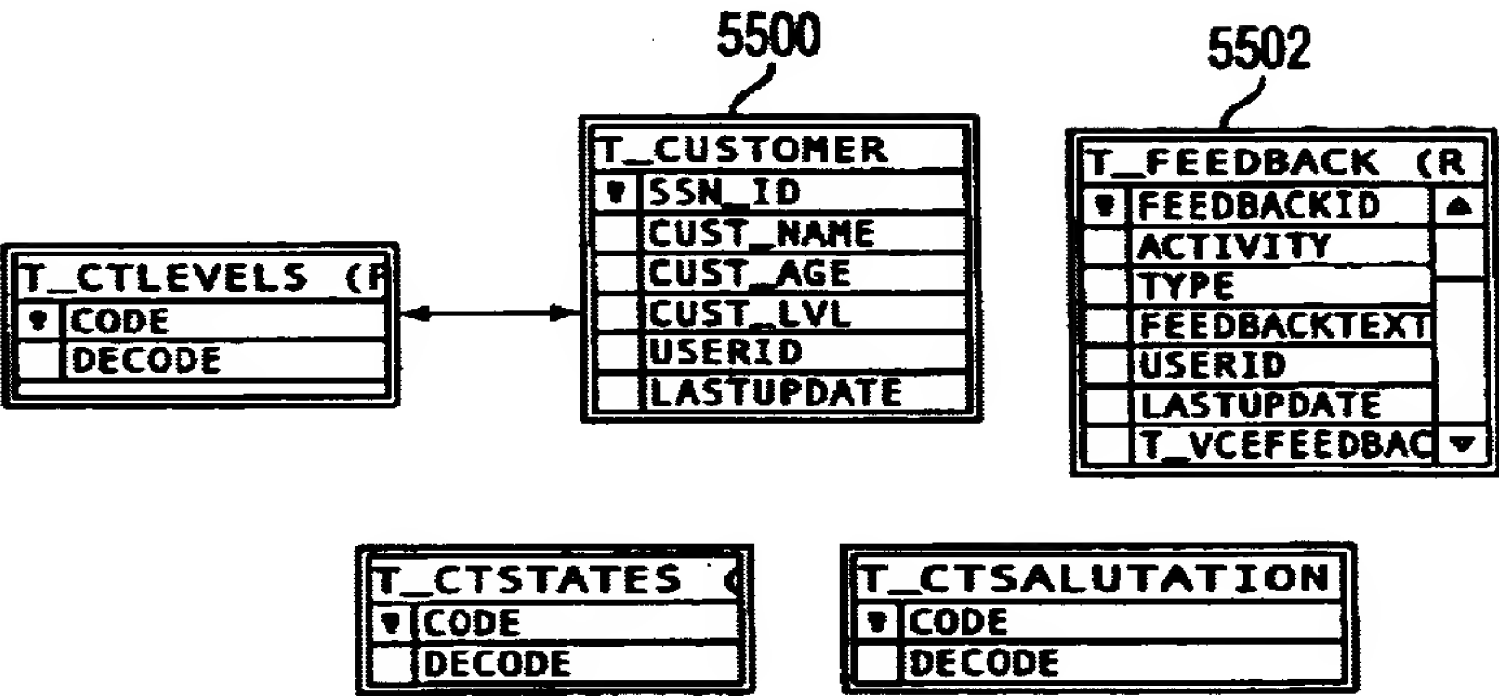 5500
5502
T_CUSTOMER
SSN_ID
CUST_NAME
CUST_AGE
CUST_LVL
USERID
LASTUPDATE
T_FEEDBACK (R
FEEDBACKID
ACTIVITY
TYPE
FEEDBACKTEXT
USERID
LASTUPDATE
T_VCEFEEDBAC
T_CTLEVELS (R
CODE
DECODE
T_CTSTATES (
CODE
DECODE
T_CTSALUTATION
CODE
DECODE